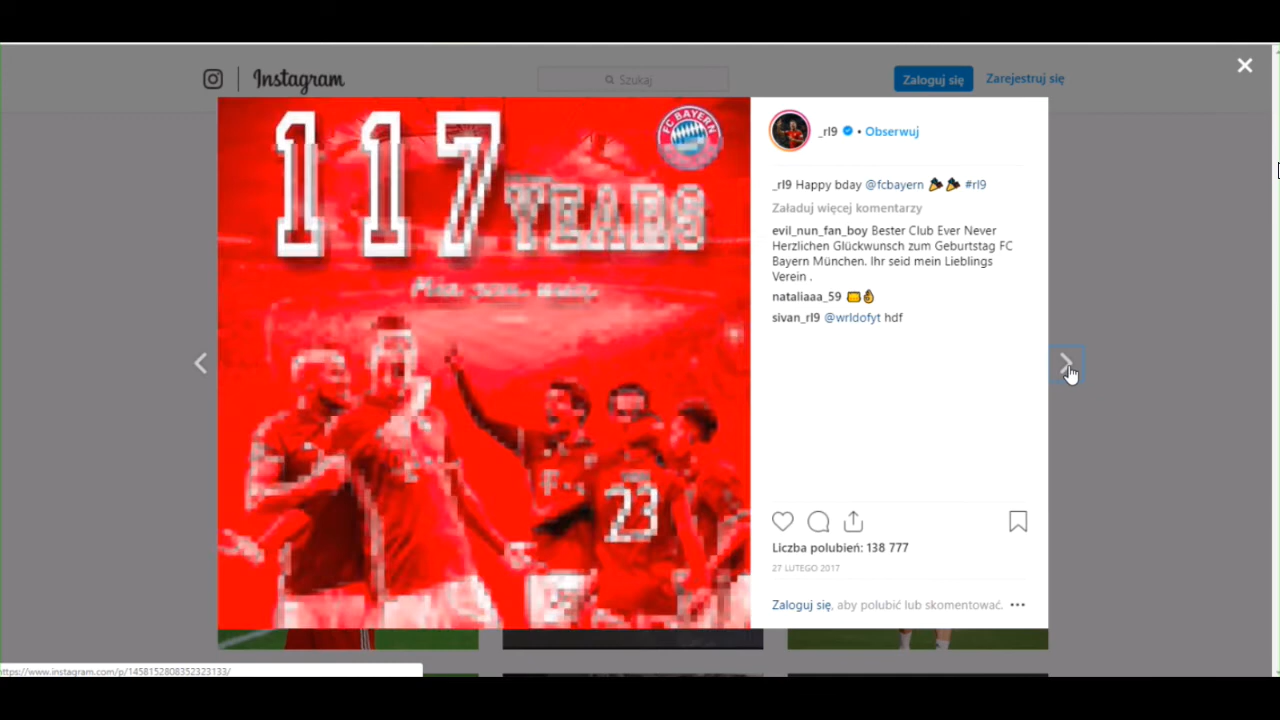 Instagram
Szukaj
Zaloguj się
Zarejestruj się
117
YEARS
FC BAYERN
23
_rl9 • Obserwuj
_rl9 Happy bday @fcbayern #rl9
Załaduj więcej komentarzy
evil_nun_fan_boy Bester Club Ever Never
Herzlichen Glückwunsch zum Geburtstag FC
Bayern München. Ihr seid mein Lieblings
Verein .
nataliaaa_59
sivan_rl9 @wrldofyt hdf
Liczba polubień: 138 777
27 LUTEGO 2017
Zaloguj się, aby polubić lub skomentować.
https://www.instagram.com/p/1458152808352323133/